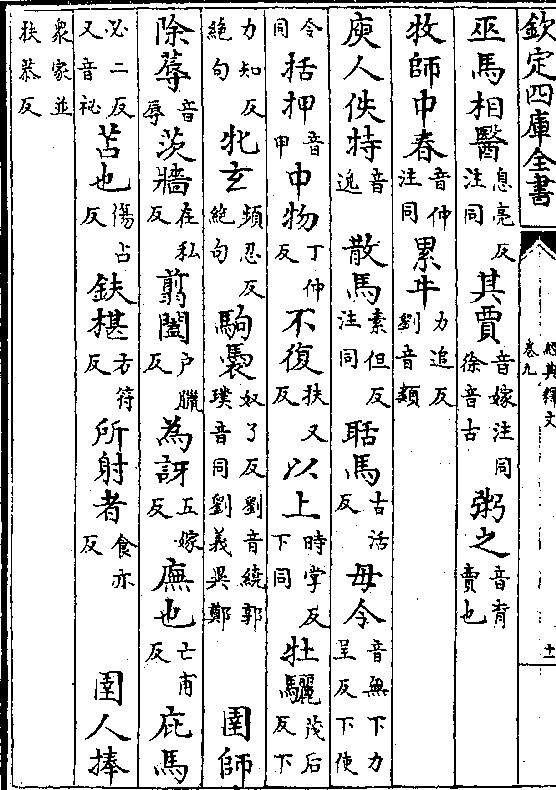 欽定四庫全書
經典釋文
卷九
十一
巫馬相醫息亮反注同其賈音嫁注同徐音古粥之音育賣也
牧師中春音仲注同累牛力追反劉音類
庾人佚特音逸散馬素但反注同聒馬古活反毋令音無下力呈反下使
令同括押音申中物丁仲反不復扶又反以上時掌反下同牡驪茂后反下
力知反絕句牝玄頻忍反絕句駒褭奴了反劉音繞郭璞音同劉義異鄭圉師
除蓐音辱茨牆在私反翦闔户臘反為訝五嫁反廡也亡甫反庇馬
必二反又音祕苫也傷占反鈇椹方符反所射者食亦反圉人捧
衆家並扶恭反